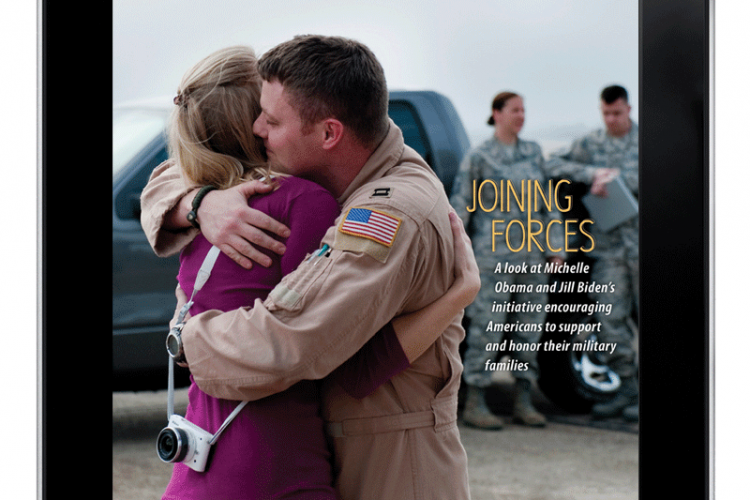 JOINING
FORCES
A look at Michelle
Obama and Jill Biden's
initiative encouraging
Americans to support
and honor their military
families